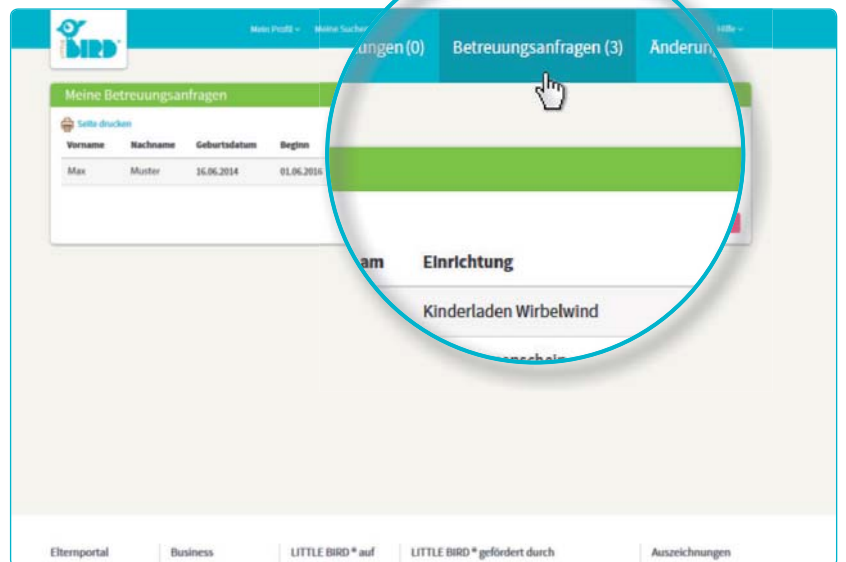 LITTLE BIRD
Mein Profil Meine Suche ungen (0) Betreuungsanfragen (3) Änderun Hilfe
Meine Betreuungsanfragen
Seite drucken
Vorname Nachname Geburtsdatum Beginn am Einrichtung
Max Muster 16.06.2014 01.06.2016 Kinderladen Wirbelwind
Elternportal Business LITTLE BIRD® auf LITTLE BIRD® gefördert durch Auszeichnungen